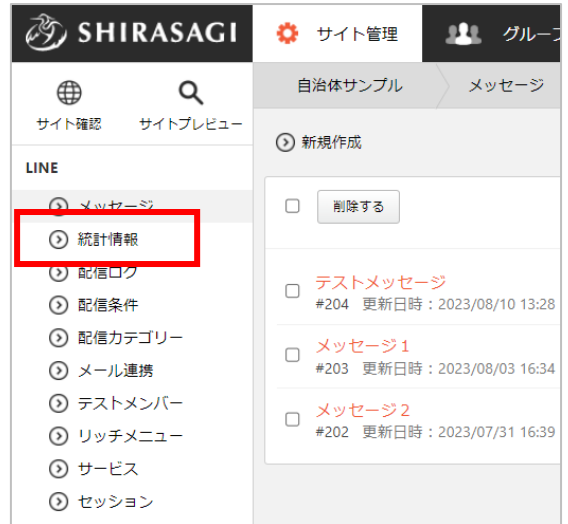 SHIRASAGI
サイト管理
グルー
サイト確認
サイトプレビュー
自治体サンプル
メッセージ
新規作成
LINE
メッセージ
統計情報
配信ログ
配信条件
配信カテゴリー
メール連携
テストメンバー
リッチメニュー
サービス
セッション
削除する
テストメッセージ
#204 更新日時：2023/08/10 13:28
メッセージ１
#203 更新日時：2023/08/03 16:34
メッセージ２
#202 更新日時：2023/07/31 16:39